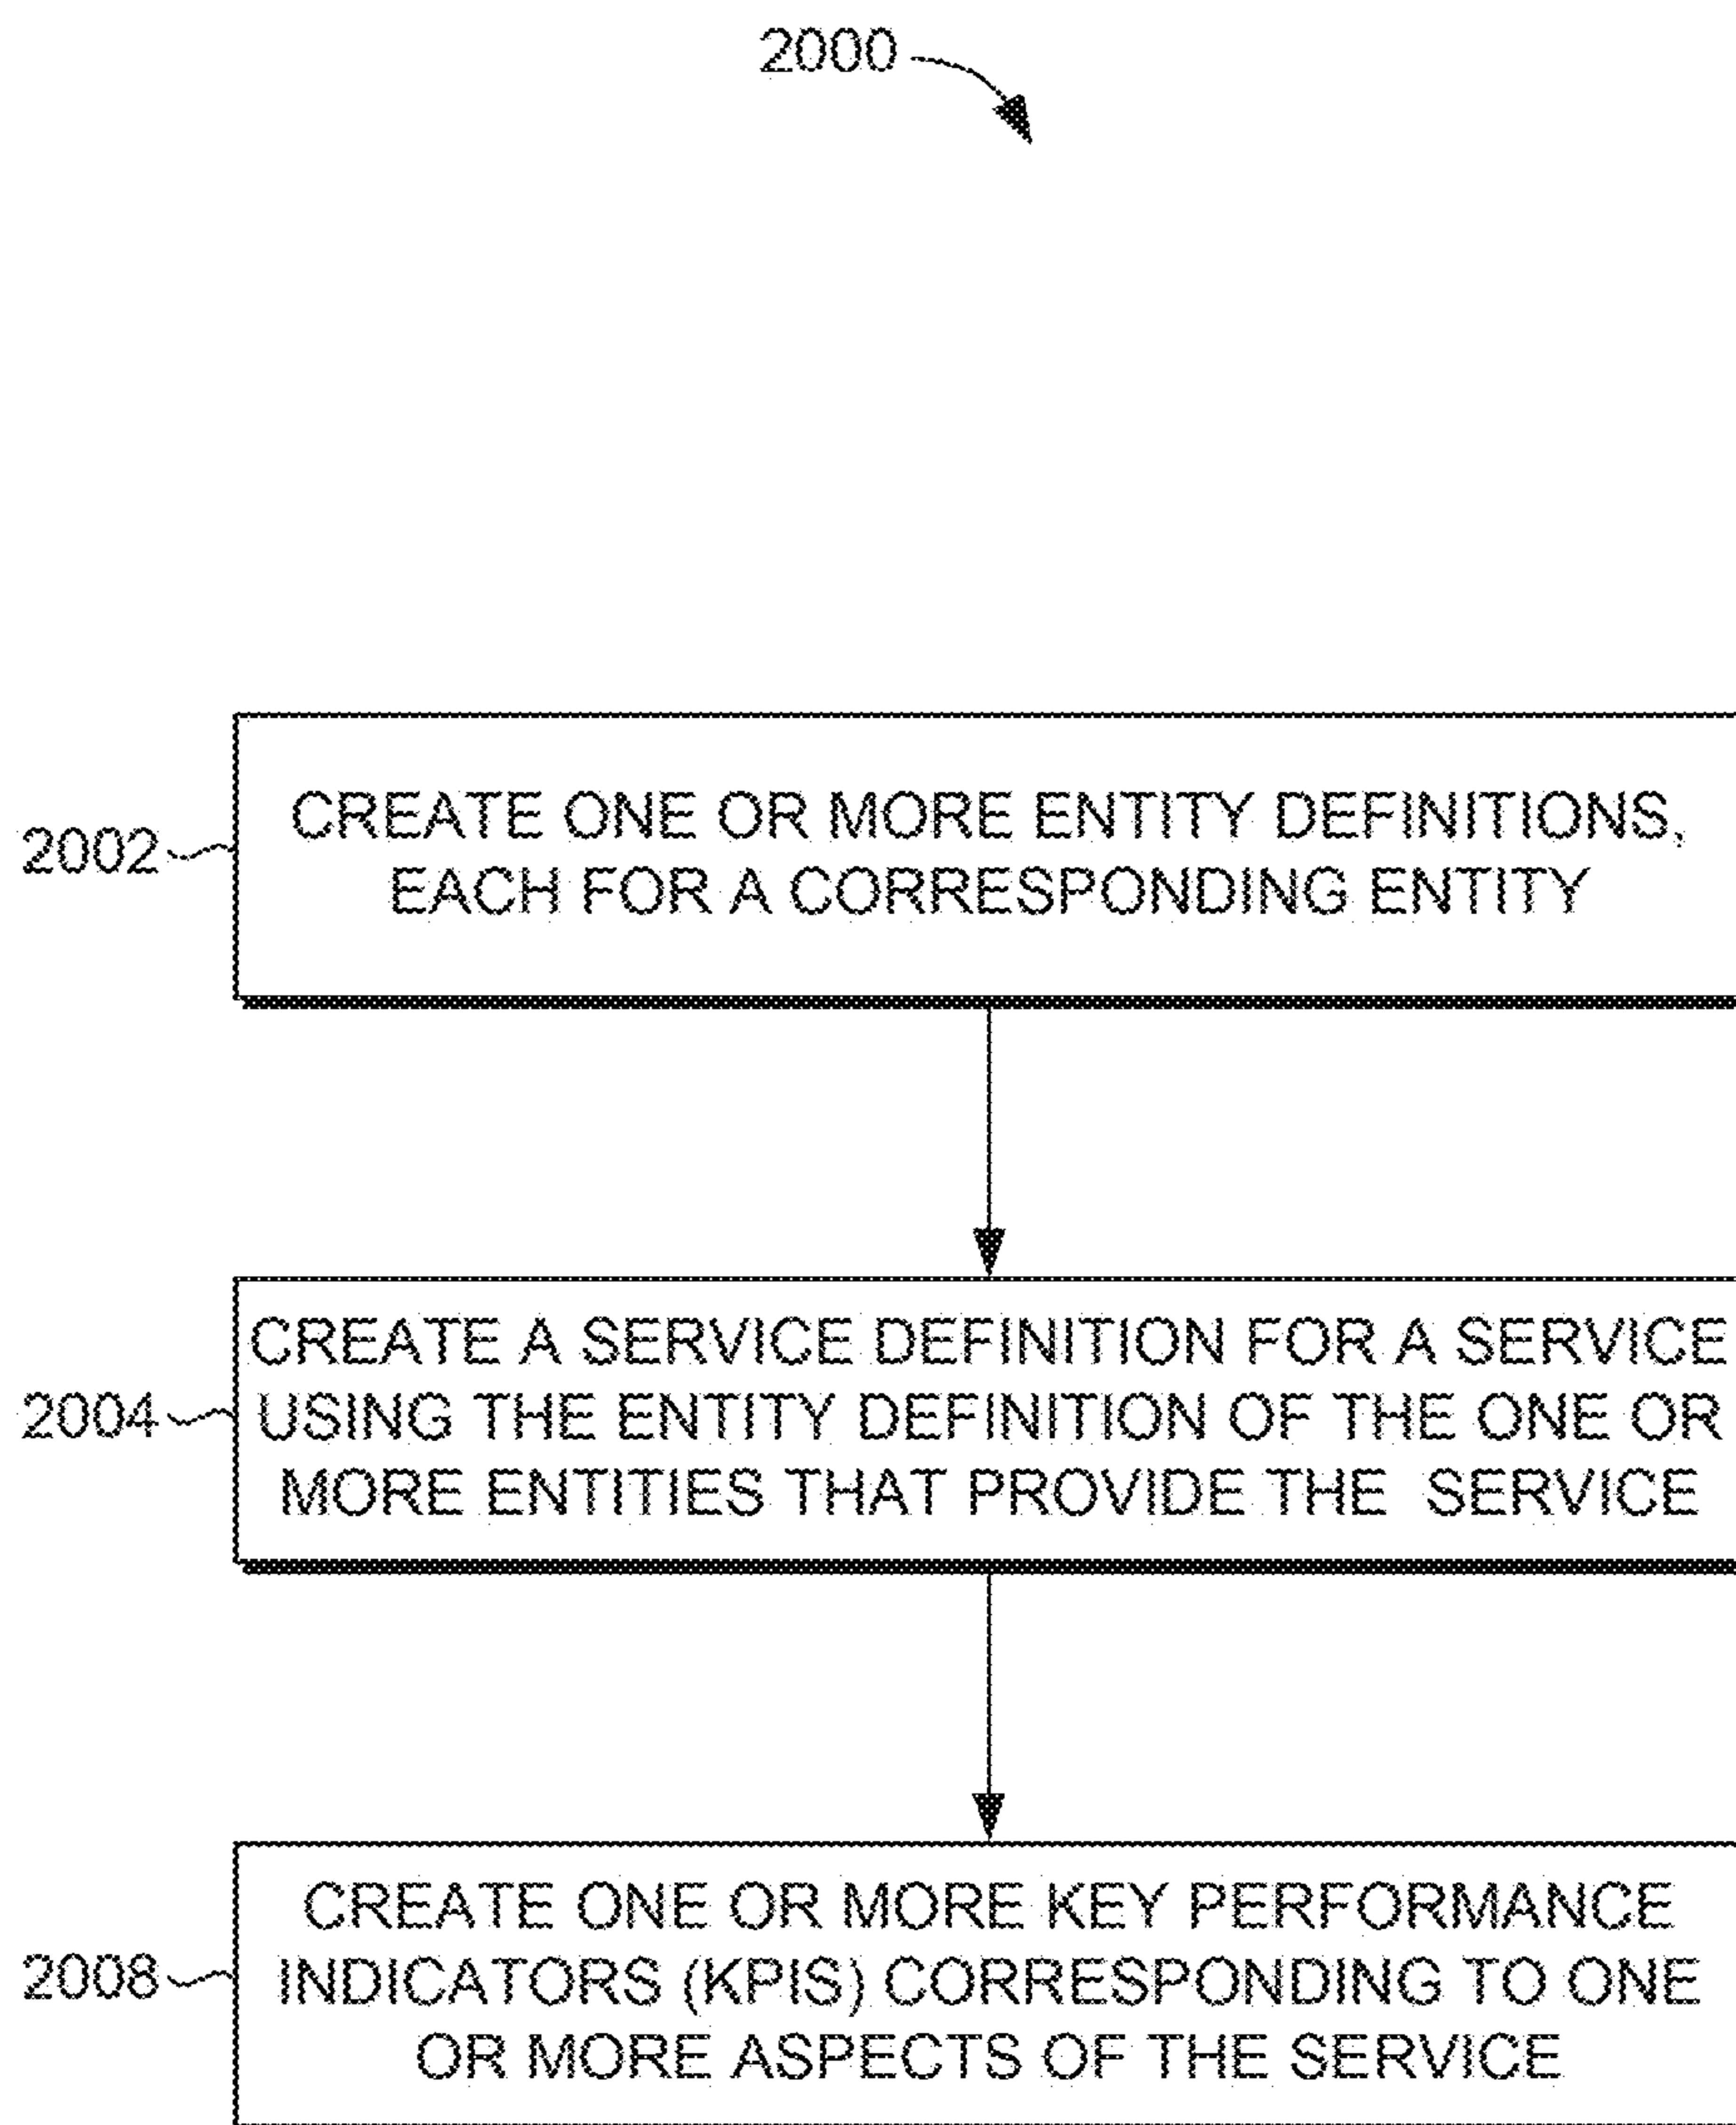 2000
2002
CREATE ONE OR MORE ENTITY DEFINITIONS,
EACH FOR A CORRESPONDING ENTITY
2004
CREATE A SERVICE DEFINITION FOR A SERVICE
USING THE ENTITY DEFINITION OF THE ONE OR
MORE ENTITIES THAT PROVIDE THE SERVICE
2008
CREATE ONE OR MORE KEY PERFORMANCE
INDICATORS (KPIS) CORRESPONDING TO ONE
OR MORE ASPECTS OF THE SERVICE